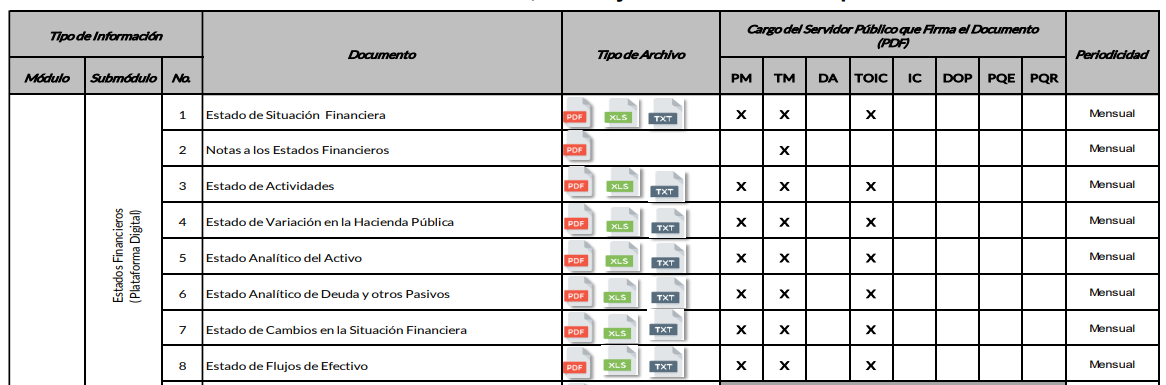 Tipo de Información
Documento
Tipo de Archivo
Cargo del Servidor Público que Firma el Documento
(PDF)
Periodicidad
Módulo Submódulo No.
PM TM DA TOIC IC DOP PQE PQR
Estados Financieros
(Plataforma Digital)
1 Estado de Situación Financiera PDF XLS TXT X X X Mensual
2 Notas a los Estados Financieros PDF X Mensual
3 Estado de Actividades PDF XLS TXT X X X Mensual
4 Estado de Variación en la Hacienda Pública PDF XLS TXT X X X Mensual
5 Estado Analítico del Activo PDF XLS TXT X X X Mensual
6 Estado Analítico de Deuda y otros Pasivos PDF XLS TXT X X X Mensual
7 Estado de Cambios en la Situación Financiera PDF XLS TXT X X X Mensual
8 Estado de Flujos de Efectivo PDF XLS TXT X X X Mensual